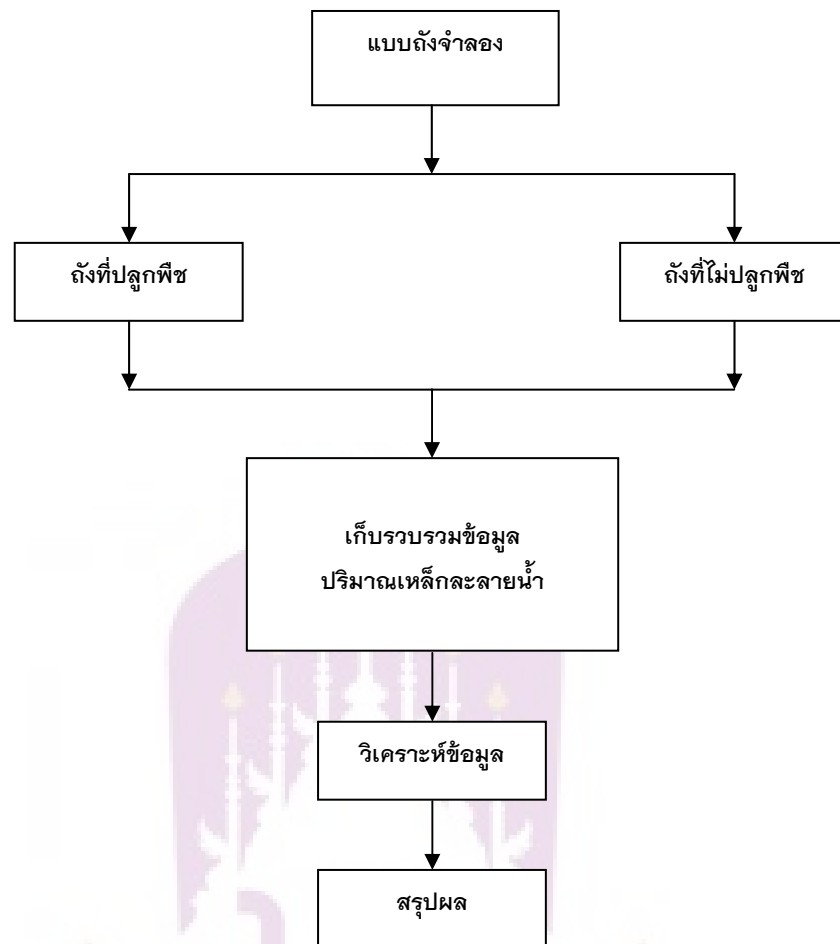 แบบถังจำลอง
ถังที่ปลูกพืช
ถังที่ไม่ปลูกพืช
เก็บรวบรวมข้อมูล
ปริมาณเหล็กละลายน้ำ
วิเคราะห์ข้อมูล
สรุปผล